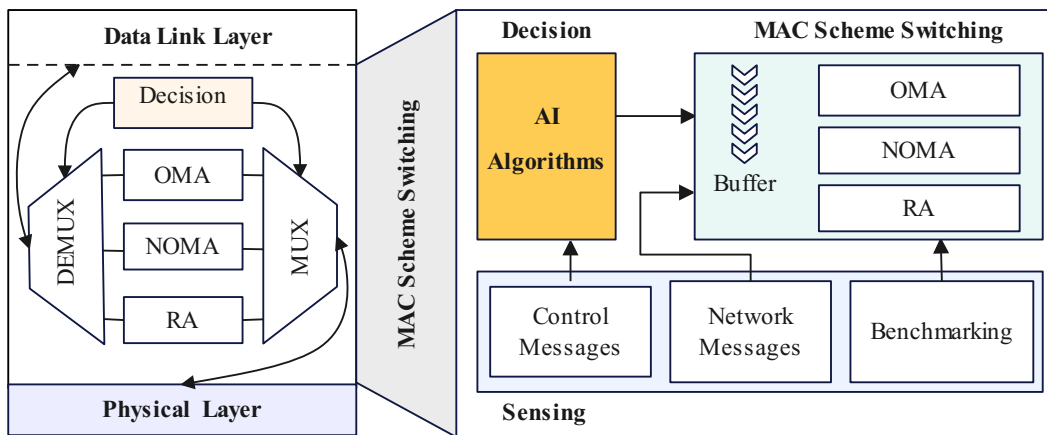 Data Link Layer
Decision
OMA
NOMA
RA
DEMUX
MUX
Physical Layer
MAC Scheme Switching
Decision
MAC Scheme Switching
AI
Algorithms
Buffer
OMA
NOMA
RA
Control
Messages
Network
Messages
Benchmarking
Sensing